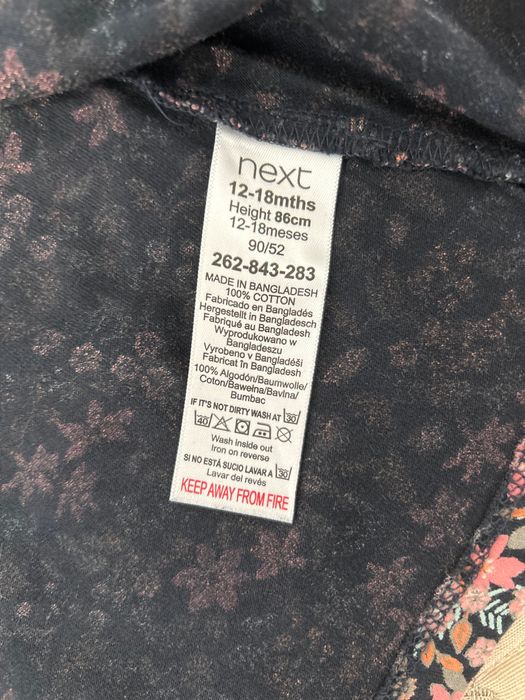 next
12-18mths
Height 86cm
12-18meses
90/52
262-843-283
MADE IN BANGLADESH
100% COTTON
Fabricado en Bangladés
Hergestellt in Bangladesch
Fabriqué au Bangladesh
Wyprodukowano w
Bangladeszu
Vyrobeno v Bangladéši
Fabricat în Bangladesh
100% Algodón/Baumwolle/
Coton/Bawełna/Bavlna/
Bumbac
IF IT'S NOT DIRTY WASH AT 30
40
Wash inside out
Iron on reverse
SI NO ESTÁ SUCIO LAVAR A 30
Lavar del revés
KEEP AWAY FROM FIRE